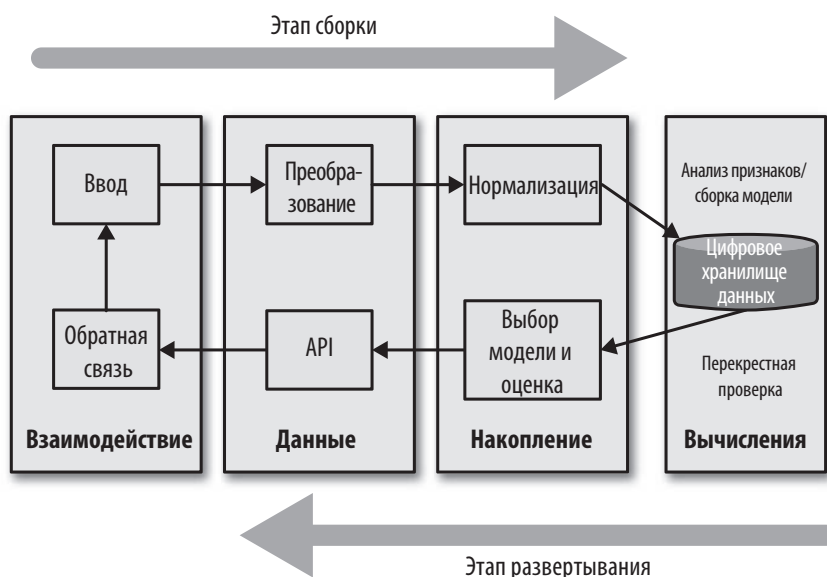 Этап сборки
Ввод
Преобра-
зование
Нормализация
Анализ признаков/
сборка модели
Цифровое
хранилище
данных
Обратная
связь
API
Выбор
модели и
оценка
Перекрестная
проверка
Взаимодействие
Данные
Накопление
Вычисления
Этап развертывания